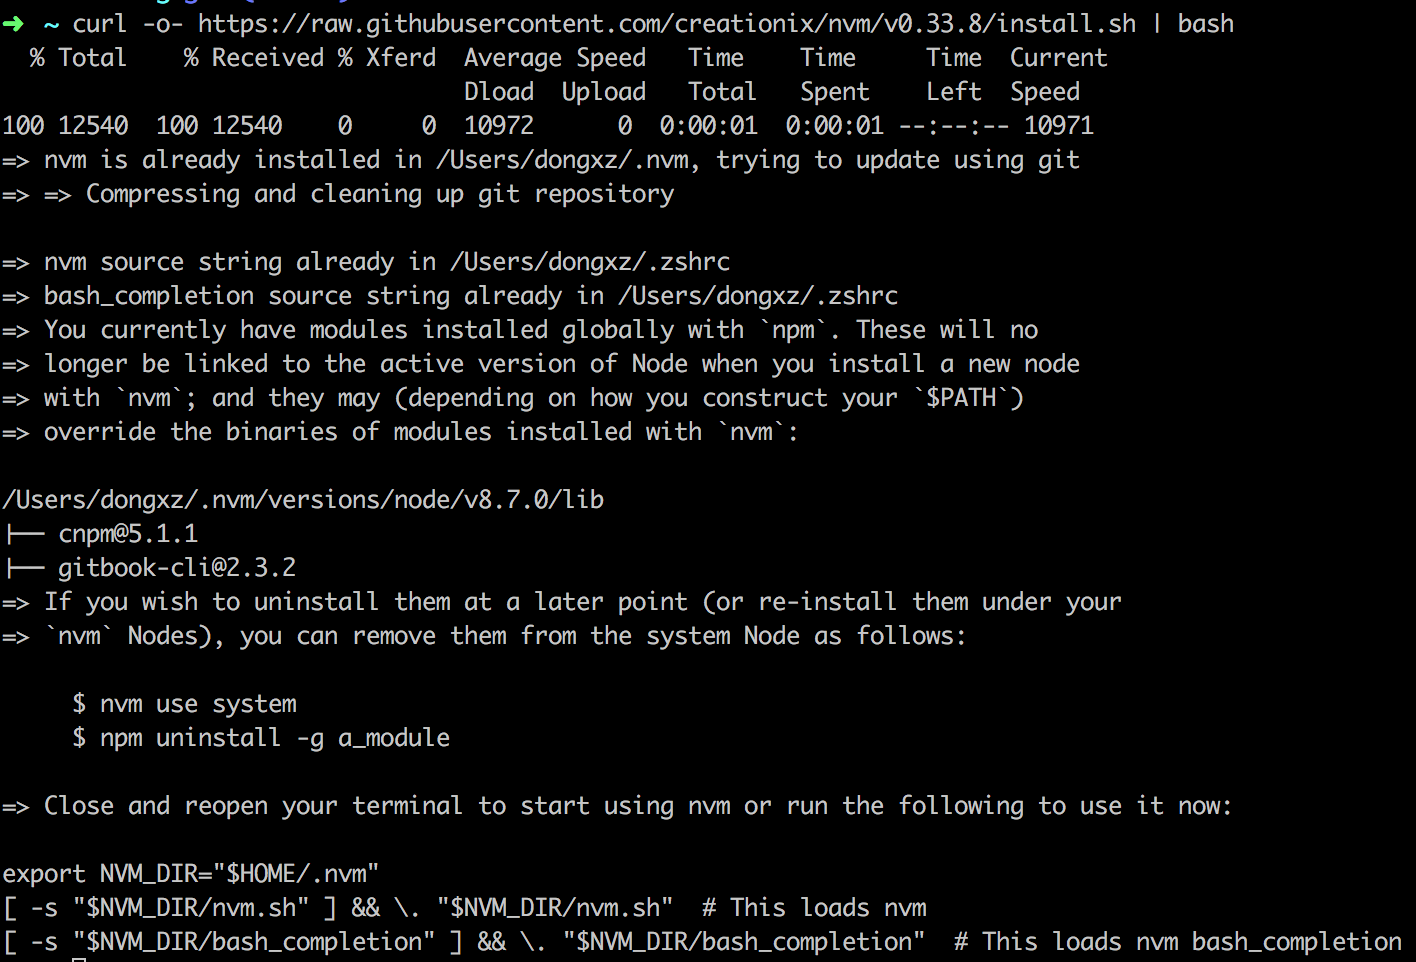 ➜ ~ curl -o- https://raw.githubusercontent.com/creationix/nvm/v0.33.8/install.sh | bash
  % Total    % Received % Xferd  Average Speed   Time    Time     Time  Current
                                 Dload  Upload   Total   Spent    Left  Speed
100 12540  100 12540    0     0  10972      0  0:00:01  0:00:01 --:--:-- 10971
=> nvm is already installed in /Users/dongxz/.nvm, trying to update using git
=> => Compressing and cleaning up git repository

=> nvm source string already in /Users/dongxz/.zshrc
=> bash_completion source string already in /Users/dongxz/.zshrc
=> You currently have modules installed globally with `npm`. These will no
=> longer be linked to the active version of Node when you install a new node
=> with `nvm`; and they may (depending on how you construct your `$PATH`)
=> override the binaries of modules installed with `nvm`:

/Users/dongxz/.nvm/versions/node/v8.7.0/lib
├── cnpm@5.1.1
├── gitbook-cli@2.3.2
=> If you wish to uninstall them at a later point (or re-install them under your
=> `nvm` Nodes), you can remove them from the system Node as follows:

     $ nvm use system
     $ npm uninstall -g a_module

=> Close and reopen your terminal to start using nvm or run the following to use it now:

export NVM_DIR="$HOME/.nvm"
[ -s "$NVM_DIR/nvm.sh" ] && \. "$NVM_DIR/nvm.sh"  # This loads nvm
[ -s "$NVM_DIR/bash_completion" ] && \. "$NVM_DIR/bash_completion"  # This loads nvm bash_completion